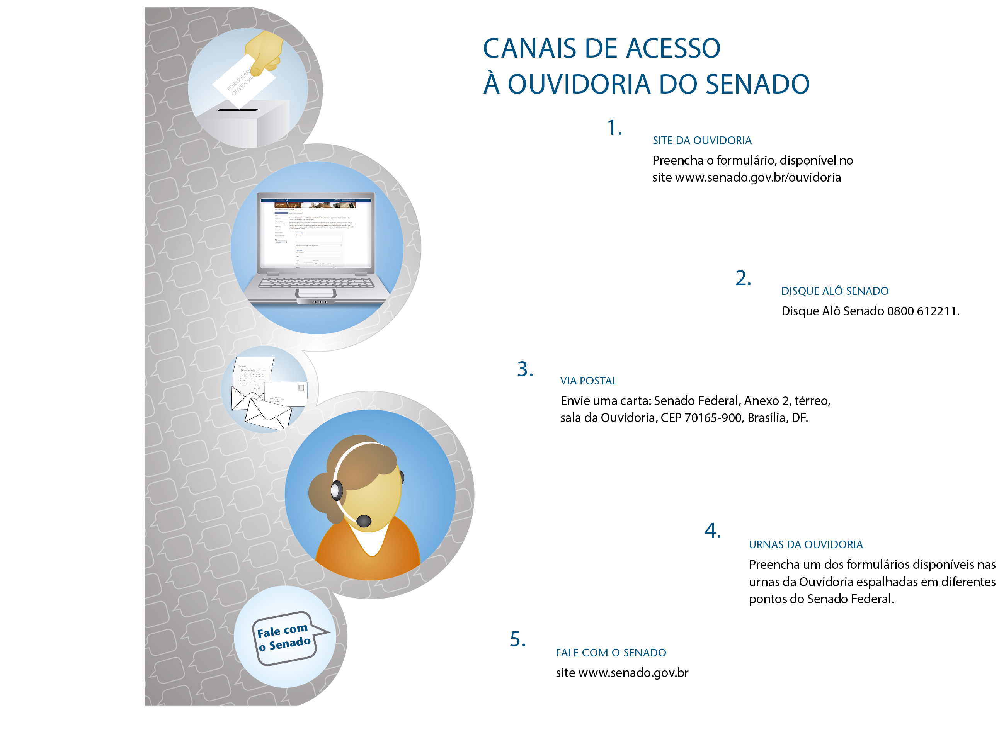 CANAIS DE ACESSO
À OUVIDORIA DO SENADO
1.
SITE DA OUVIDORIA
Preencha o formulário, disponível no
site www.senado.gov.br/ouvidoria.
2.
DISQUE ALÔ SENADO
Disque Alô Senado 0800 612211.
3.
VIA POSTAL
Envie uma carta: Senado Federal, Anexo 2, térreo,
sala da Ouvidoria, CEP 70165-900, Brasília, DF.
4.
URNAS DA OUVIDORIA
Preencha um dos formulários disponíveis nas
urnas da Ouvidoria espalhadas em diferentes
pontos do Senado Federal.
5.
FALE COM O SENADO
site www.senado.gov.br
FORMULÁRIO
OUVIDORIA
Fale com
o Senado